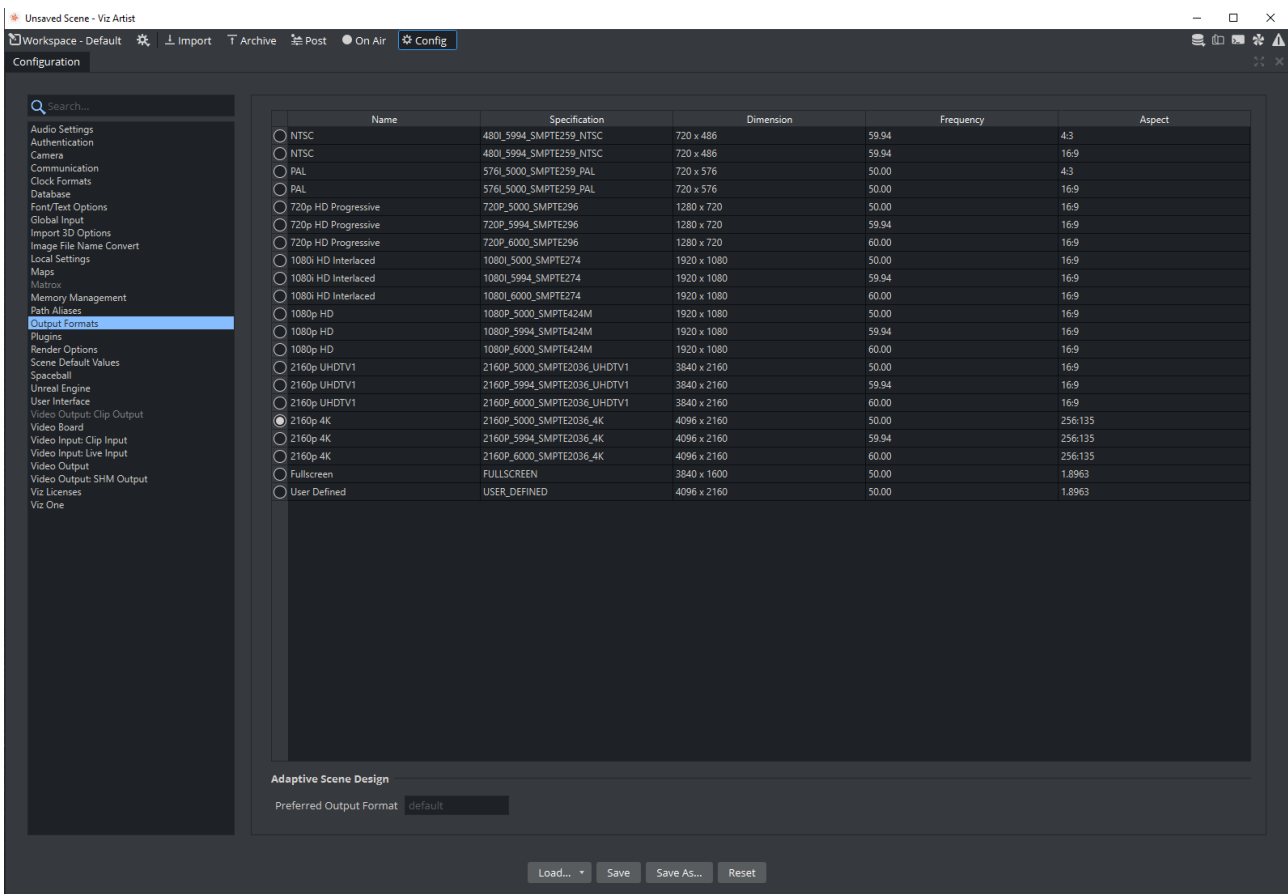 Unsaved Scene - Viz Artist
Workspace - Default Import Archive Post On Air Config
Configuration
Search...
Audio Settings
Authentication
Camera
Communication
Clock Formats
Database
Font/Text Options
Global Input
Import 3D Options
Image File Name Convert
Local Settings
Maps
Matrox
Memory Management
Path Aliases
Output Formats
Plugins
Render Options
Scene Default Values
Spaceball
Unreal Engine
User Interface
Video Output: Clip Output
Video Board
Video Input: Clip Input
Video Input: Live Input
Video Output
Video Output: SHM Output
Viz Licenses
Viz One
Name Specification Dimension Frequency Aspect
NTSC 480I_5994_SMPTE259_NTSC 720 x 486 59.94 4:3
NTSC 480I_5994_SMPTE259_NTSC 720 x 486 59.94 16:9
PAL 576I_5000_SMPTE259_PAL 720 x 576 50.00 4:3
PAL 576I_5000_SMPTE259_PAL 720 x 576 50.00 16:9
720p HD Progressive 720P_5000_SMPTE296 1280 x 720 50.00 16:9
720p HD Progressive 720P_5994_SMPTE296 1280 x 720 59.94 16:9
720p HD Progressive 720P_6000_SMPTE296 1280 x 720 60.00 16:9
1080i HD Interlaced 1080I_5000_SMPTE274 1920 x 1080 50.00 16:9
1080i HD Interlaced 1080I_5994_SMPTE274 1920 x 1080 59.94 16:9
1080i HD Interlaced 1080I_6000_SMPTE274 1920 x 1080 60.00 16:9
1080p HD 1080P_5000_SMPTE424M 1920 x 1080 50.00 16:9
1080p HD 1080P_5994_SMPTE424M 1920 x 1080 59.94 16:9
1080p HD 1080P_6000_SMPTE424M 1920 x 1080 60.00 16:9
2160p UHDTV1 2160P_5000_SMPTE2036_UHDTV1 3840 x 2160 50.00 16:9
2160p UHDTV1 2160P_5994_SMPTE2036_UHDTV1 3840 x 2160 59.94 16:9
2160p UHDTV1 2160P_6000_SMPTE2036_UHDTV1 3840 x 2160 60.00 16:9
2160p 4K 2160P_5000_SMPTE2036_4K 4096 x 2160 50.00 256:135
2160p 4K 2160P_5994_SMPTE2036_4K 4096 x 2160 59.94 256:135
2160p 4K 2160P_6000_SMPTE2036_4K 4096 x 2160 60.00 256:135
Fullscreen FULLSCREEN 3840 x 1600 50.00 1.8963
User Defined USER_DEFINED 4096 x 2160 50.00 1.8963
Adaptive Scene Design
Preferred Output Format default
Load... Save Save As... Reset